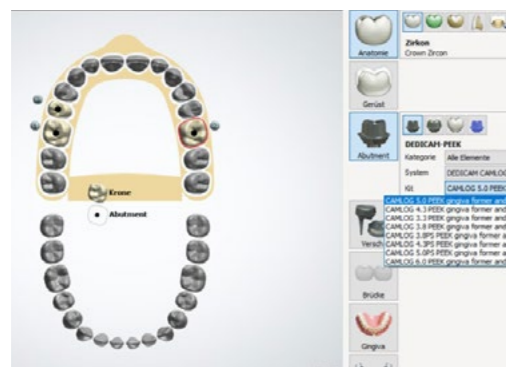 Krone
Abutment
Anatomie
Zirkon
Crown Zircon
Gerüst
Abutment
DEDICAM-PEEK
Kategorie Alle Elemente
System DEDICAM CAMLOG
Kit CAMLOG 5.0 PEEK
CAMLOG 5.0 PEEK gingiva former and
CAMLOG 4.3 PEEK gingiva former and
CAMLOG 3.3 PEEK gingiva former and
CAMLOG 3.8 PEEK gingiva former and
CAMLOG 3.8PS PEEK gingiva former a
CAMLOG 4.3PS PEEK gingiva former a
CAMLOG 5.0PS PEEK gingiva former a
CAMLOG 6.0 PEEK gingiva former and
Versch
Brücke
Gingiva